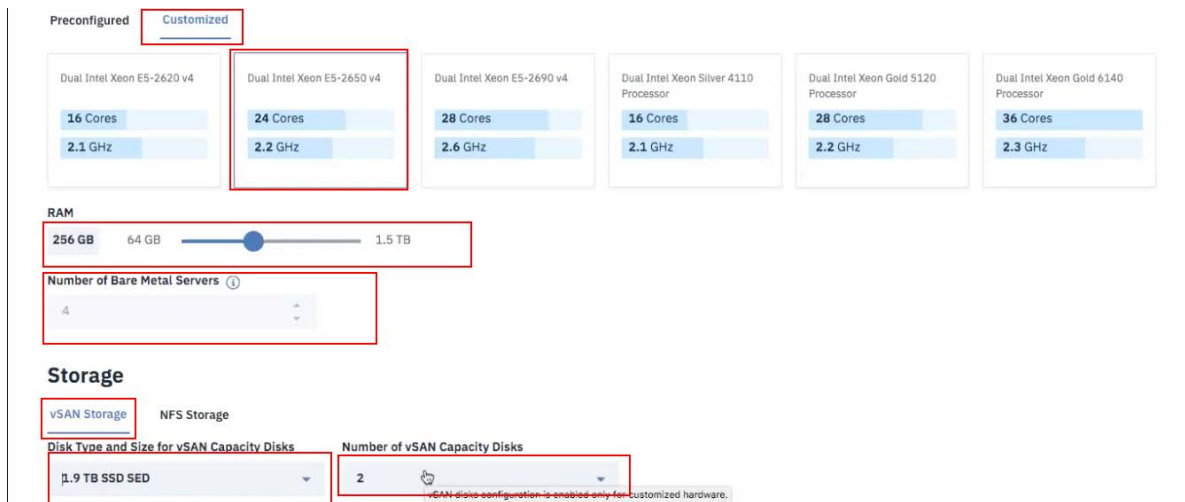 Preconfigured Customized
Dual Intel Xeon E5-2620 v4
16 Cores
2.1 GHz
Dual Intel Xeon E5-2650 v4
24 Cores
2.2 GHz
Dual Intel Xeon E5-2690 v4
28 Cores
2.6 GHz
Dual Intel Xeon Silver 4110
Processor
16 Cores
2.1 GHz
Dual Intel Xeon Gold 5120
Processor
28 Cores
2.2 GHz
Dual Intel Xeon Gold 6140
Processor
36 Cores
2.3 GHz
RAM
256 GB 64 GB 1.5 TB
Number of Bare Metal Servers
4
Storage
vSAN Storage NFS Storage
Disk Type and Size for vSAN Capacity Disks
1.9 TB SSD SED
Number of vSAN Capacity Disks
2
vSAN disks configuration is enabled only for customized hardware.